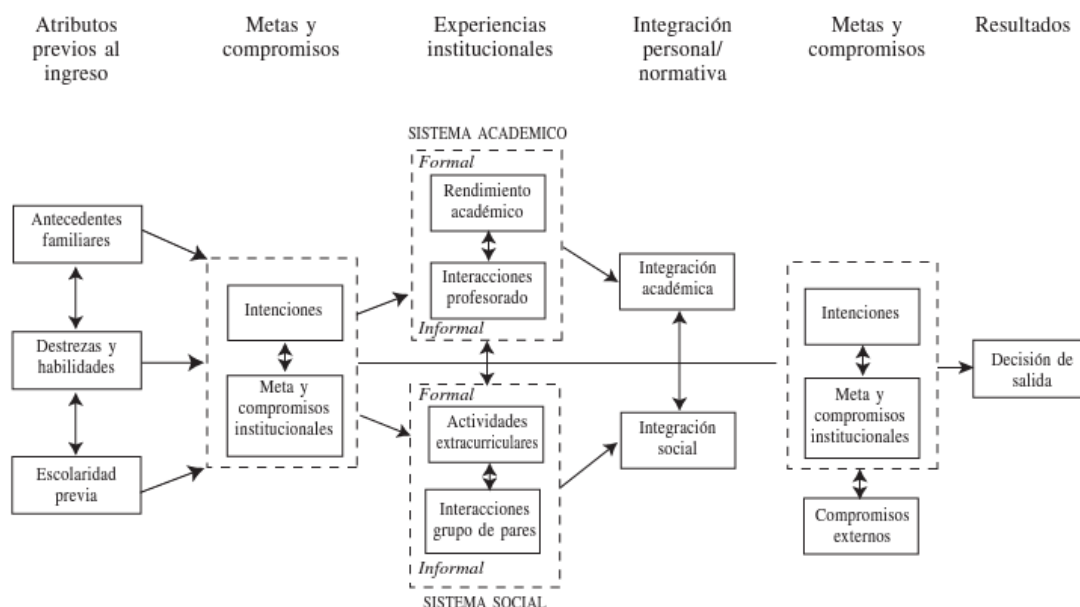 Atributos
previos al
ingreso
Metas y
compromisos
Experiencias
institucionales
Integración
personal/
normativa
Metas y
compromisos
Resultados
Antecedentes
familiares
Destrezas y
habilidades
Escolaridad
previa
Intenciones
Meta y
compromisos
institucionales
SISTEMA ACADEMICO
Formal
Rendimiento
académico
Interacciones
profesorado
Informal
Formal
Actividades
extracurriculares
Interacciones
grupo de pares
Informal
SISTEMA SOCIAL
Integración
académica
Integración
social
Intenciones
Meta y
compromisos
institucionales
Compromisos
externos
Decisión de
salida